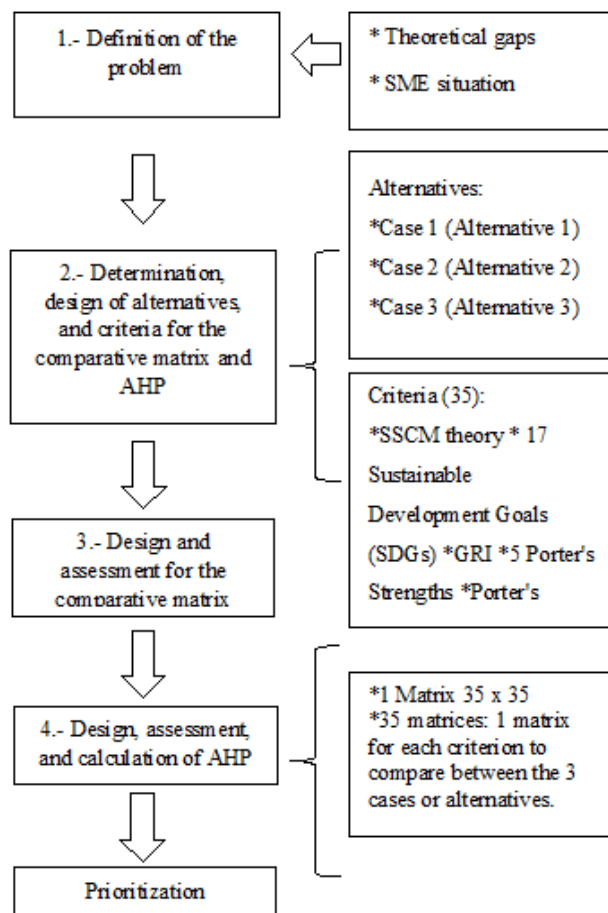 1.- Definition of the
problem
* Theoretical gaps
* SME situation
2.- Determination,
design of alternatives,
and criteria for the
comparative matrix and
AHP
Alternatives:
*Case 1 (Alternative 1)
*Case 2 (Alternative 2)
*Case 3 (Alternative 3)
Criteria (35):
*SSCM theory * 17
Sustainable
Development Goals
(SDGs) *GRI *5 Porter's
Strengths *Porter's
3.- Design and
assessment for the
comparative matrix
4.- Design, assessment,
and calculation of AHP
*1 Matrix 35 x 35
*35 matrices: 1 matrix
for each criterion to
compare between the 3
cases or alternatives.
Prioritization